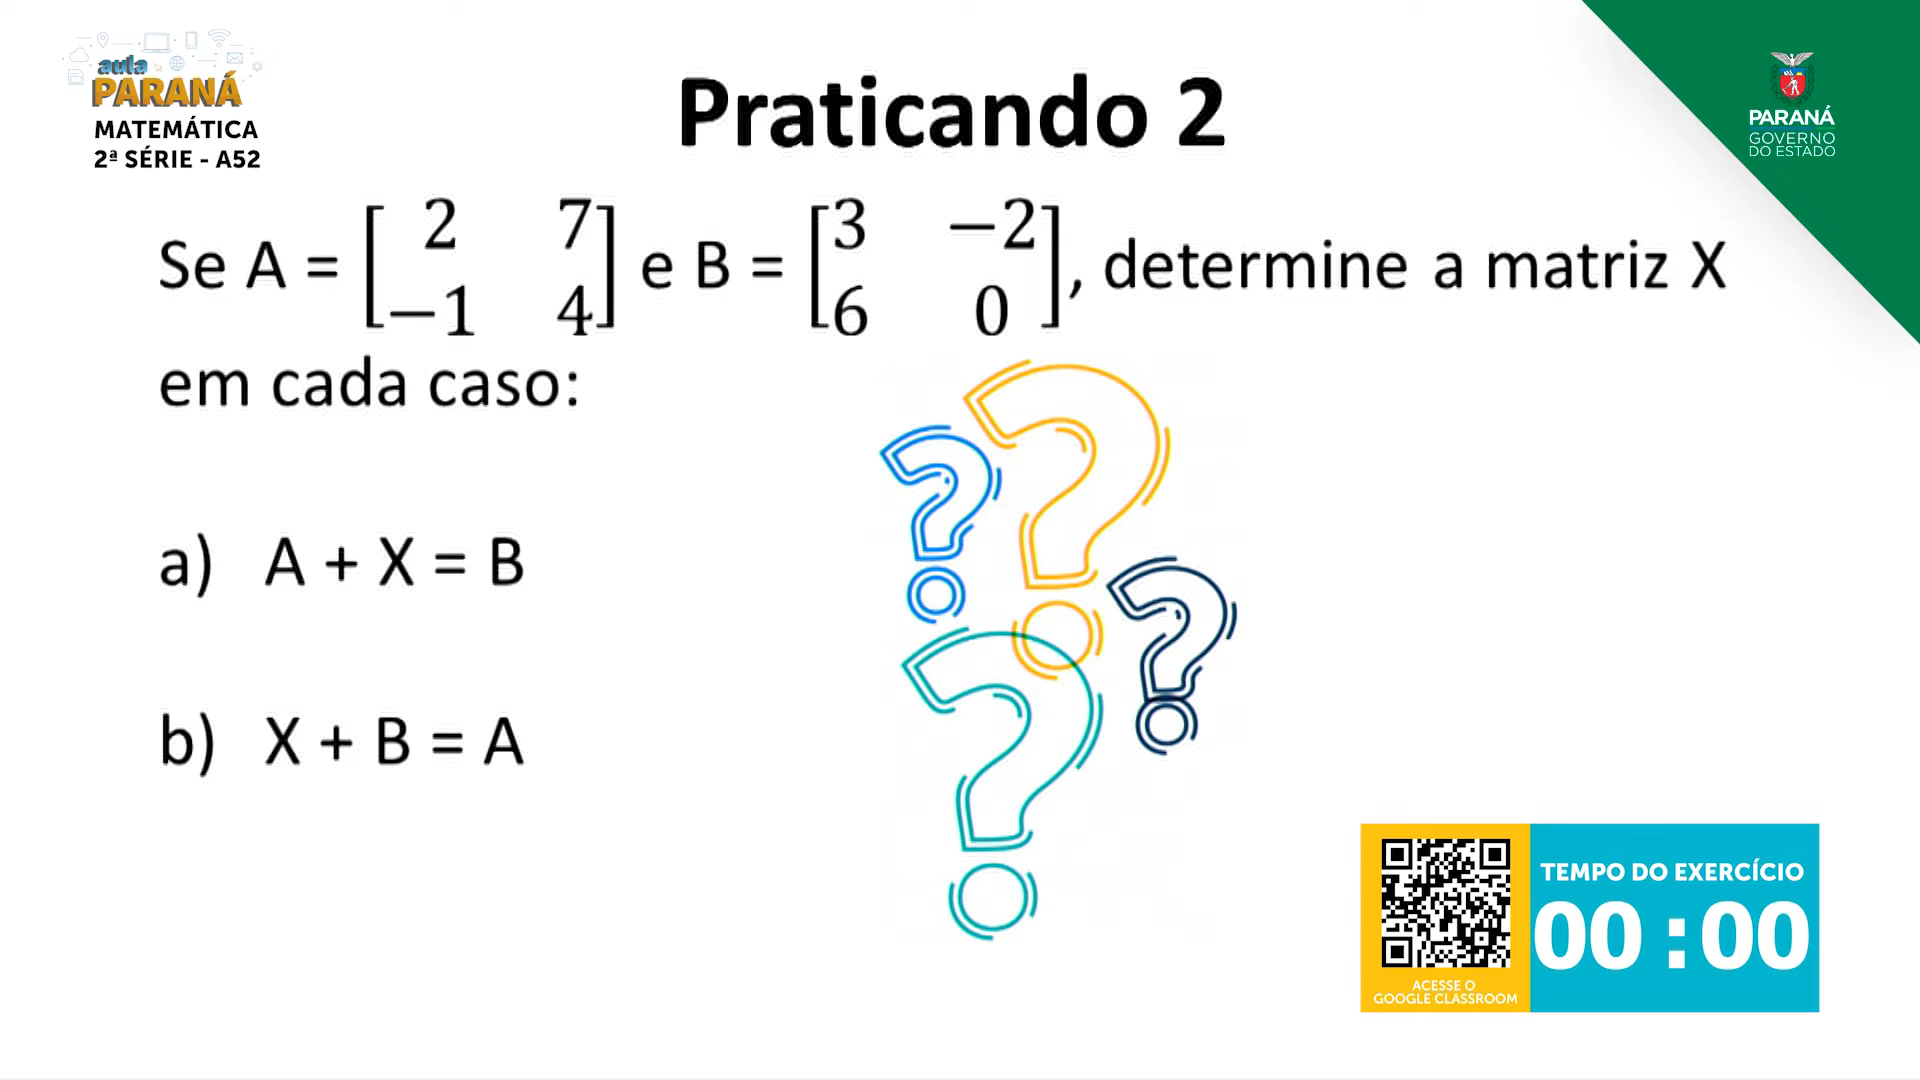 aula
PARANÁ
MATEMÁTICA
2ª SÉRIE - A52
Praticando 2
PARANÁ
GOVERNO
DO ESTADO
Se A = [2 7; −1 4] e B = [3 −2; 6 0], determine a matriz X
em cada caso:
a) A + X = B
b) X + B = A
TEMPO DO EXERCÍCIO
00 : 00
ACESSE O
GOOGLE CLASSROOM